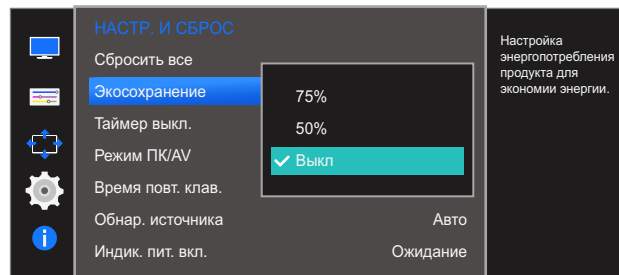 НАСТР. И СБРОС
Сбросить все
Экосохранение
Таймер выкл.
Режим ПК/AV
Время повт. клав.
Обнар. источника Авто
Индик. пит. вкл. Ожидание
75%
50%
Выкл
Настройка
энергопотребления
продукта для
экономии энергии.